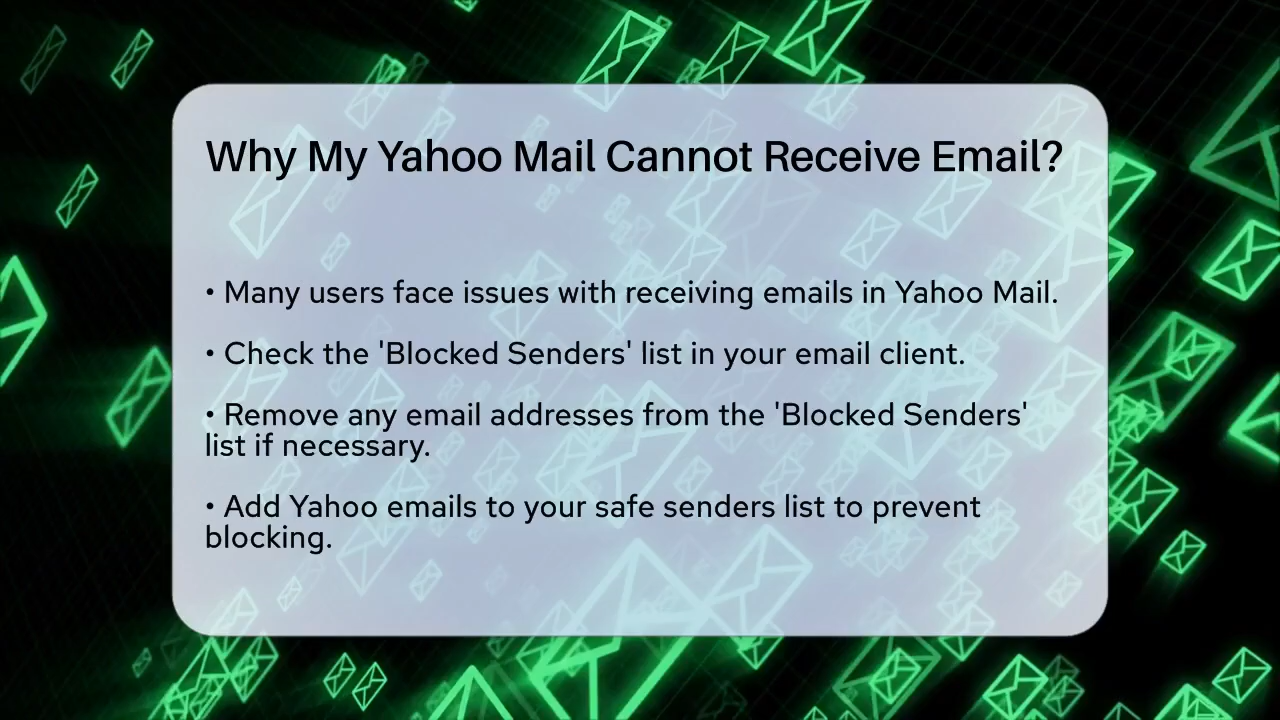 Why My Yahoo Mail Cannot Receive Email?
• Many users face issues with receiving emails in Yahoo Mail.
• Check the 'Blocked Senders' list in your email client.
• Remove any email addresses from the 'Blocked Senders'
list if necessary.
• Add Yahoo emails to your safe senders list to prevent
blocking.